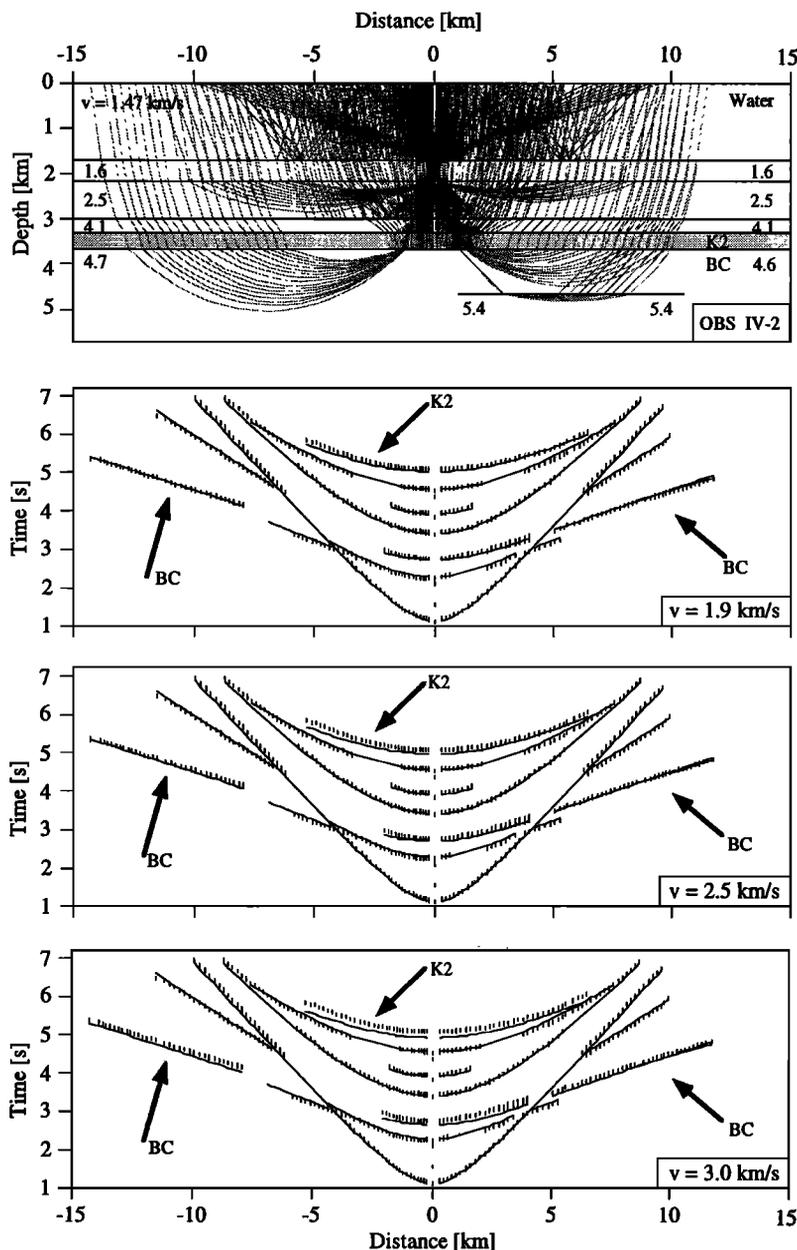 Distance [km]
-15 -10 -5 0 5 10 15
0
v = 1.47 km/s Water
1
2
1.6 1.6
2.5 2.5
3
4.1 4.1
K2
4
4.7 BC 4.6
5
5.4 5.4
OBS IV-2
Depth [km]
7
K2
6
5
4
3
BC BC
2
1
v = 1.9 km/s
Time [s]
7
K2
6
5
4
3
BC BC
2
1
v = 2.5 km/s
Time [s]
7
K2
6
5
4
3
BC BC
2
1
v = 3.0 km/s
Time [s]
-15 -10 -5 0 5 10 15
Distance [km]